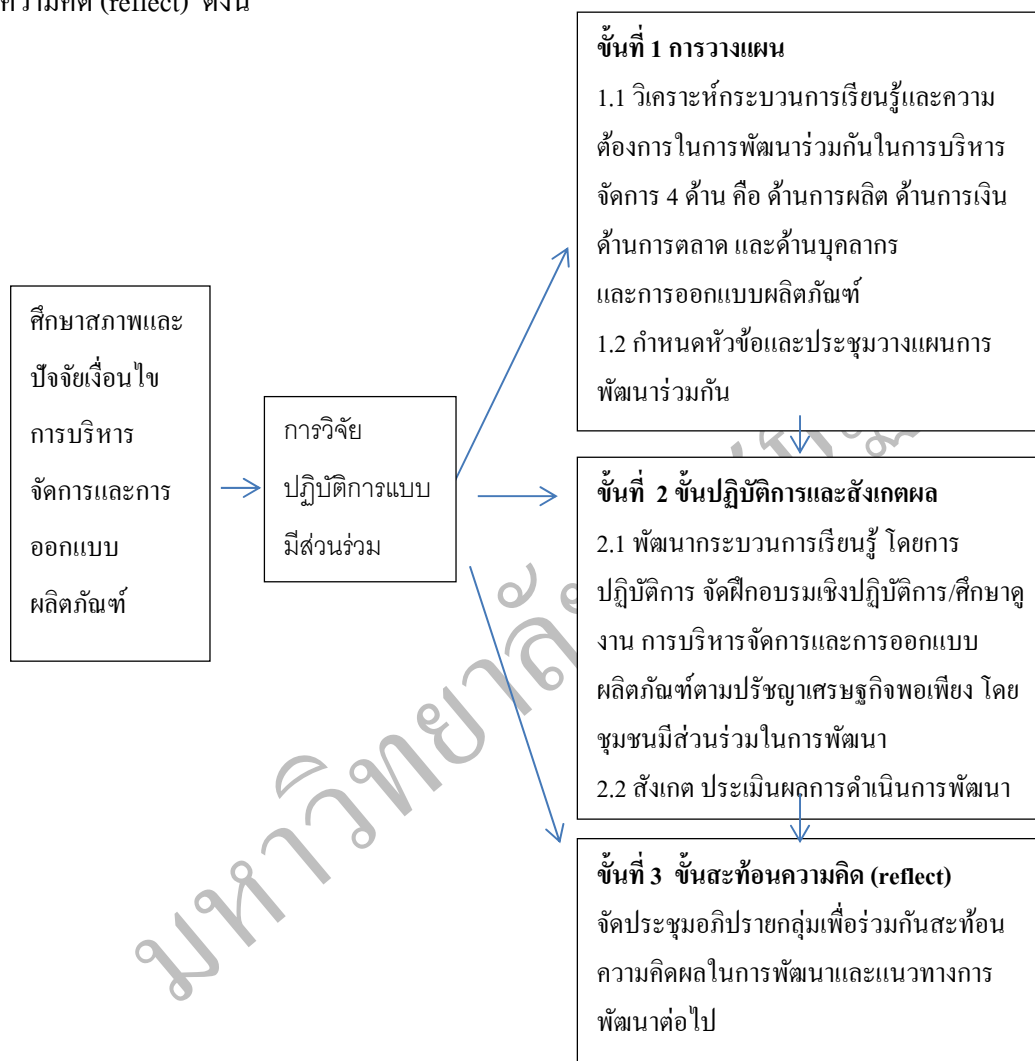 ความคิด (reflect) ดังนี้
ศึกษาสภาพและ
ปัจจัยเงื่อนไข
การบริหาร
จัดการและการ
ออกแบบ
ผลิตภัณฑ์
การวิจัย
ปฏิบัติการแบบ
มีส่วนร่วม
ขั้นที่ 1 การวางแผน
1.1 วิเคราะห์กระบวนการเรียนรู้และความ
ต้องการในการพัฒนาร่วมกันในการบริหาร
จัดการ 4 ด้าน คือ ด้านการผลิต ด้านการเงิน
ด้านการตลาด และด้านบุคลากร
และการออกแบบผลิตภัณฑ์
1.2 กำหนดหัวข้อและประชุมวางแผนการ
พัฒนาร่วมกัน
ขั้นที่ 2 ขั้นปฏิบัติการและสังเกตผล
2.1 พัฒนากระบวนการเรียนรู้ โดยการ
ปฏิบัติการ จัดฝึกอบรมเชิงปฏิบัติการ/ศึกษาดู
งาน การบริหารจัดการและการออกแบบ
ผลิตภัณฑ์ตามปรัชญาเศรษฐกิจพอเพียง โดย
ชุมชนมีส่วนร่วมในการพัฒนา
2.2 สังเกต ประเมินผลการดำเนินการพัฒนา
ขั้นที่ 3 ขั้นสะท้อนความคิด (reflect)
จัดประชุมอภิปรายกลุ่มเพื่อร่วมกันสะท้อน
ความคิดผลในการพัฒนาและแนวทางการ
พัฒนาต่อไป